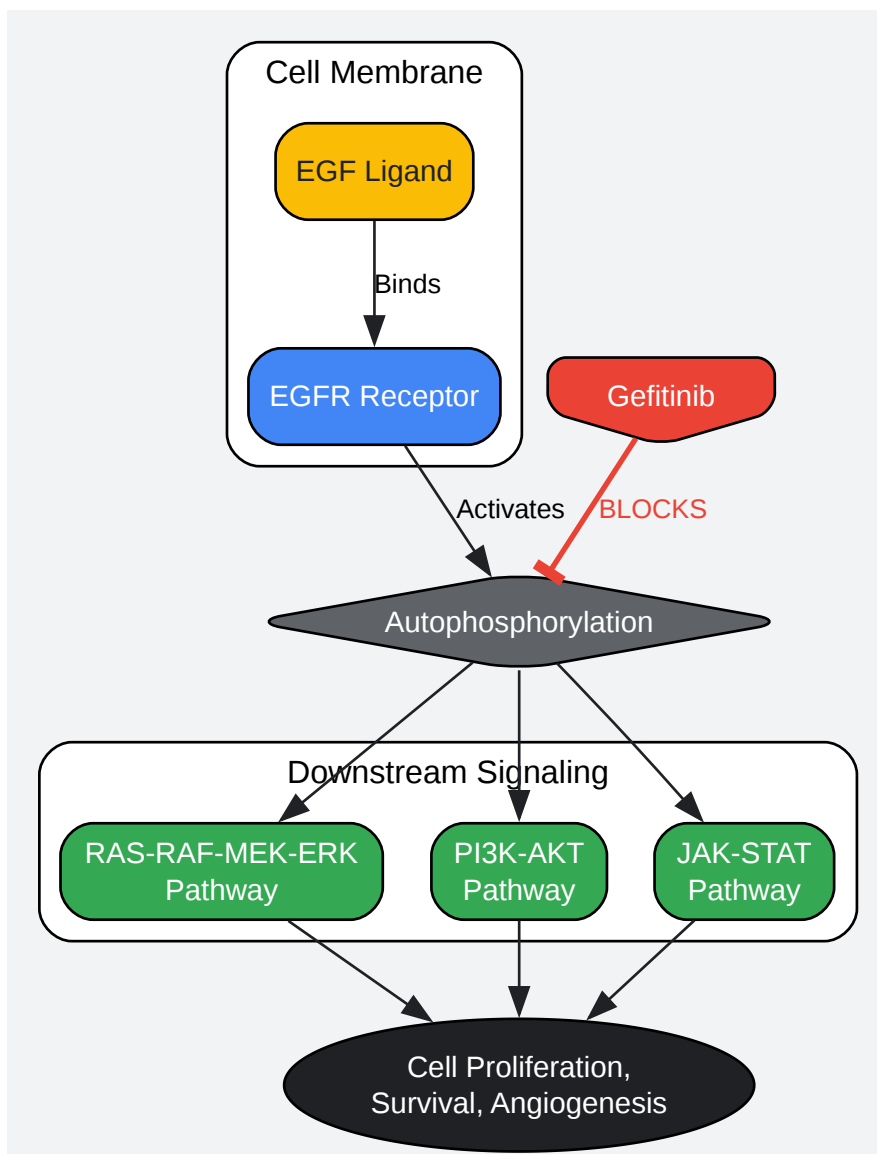 Cell Membrane
EGF Ligand
Binds
EGFR Receptor
Gefitinib
Activates
BLOCKS
Autophosphorylation
Downstream Signaling
RAS-RAF-MEK-ERK
Pathway
PI3K-AKT
Pathway
JAK-STAT
Pathway
Cell Proliferation,
Survival, Angiogenesis